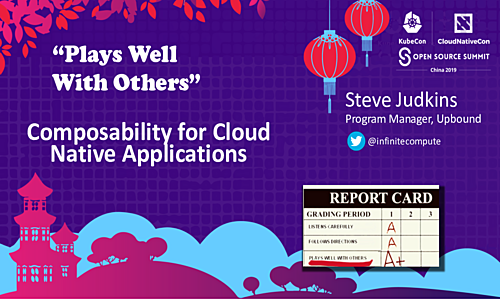 KubeCon
CloudNativeCon
OPEN SOURCE SUMMIT
China 2019
“Plays Well
With Others”
Steve Judkins
Program Manager, Upbound
@infinitecompute
Composability for Cloud
Native Applications
REPORT CARD
GRADING PERIOD 1 2 3
LISTENS CAREFULLY A
FOLLOWS DIRECTIONS A
PLAYS WELL WITH OTHERS A+